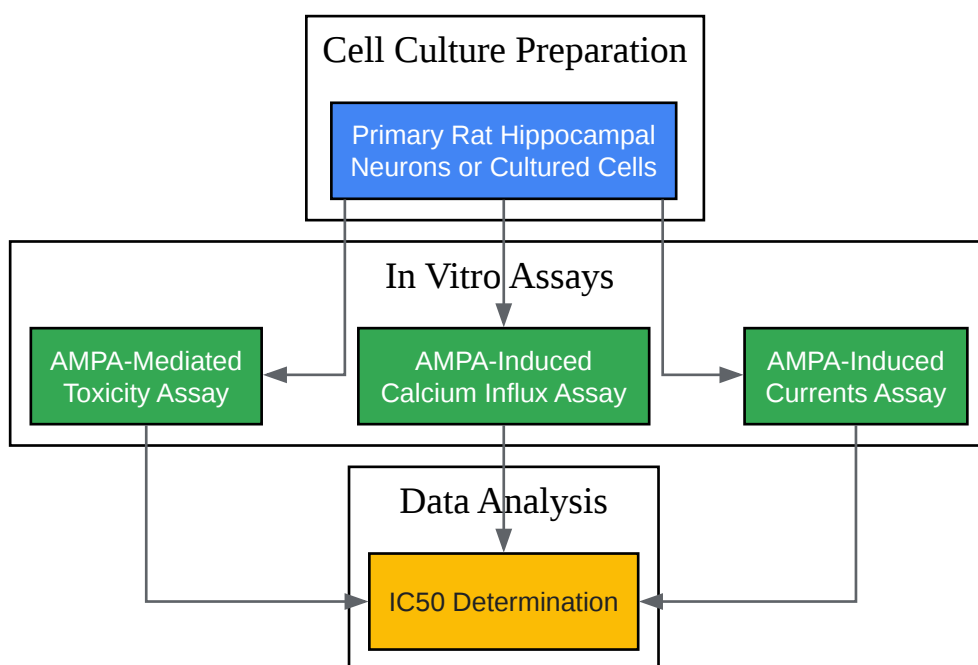 Cell Culture Preparation
Primary Rat Hippocampal
Neurons or Cultured Cells
In Vitro Assays
AMPA-Mediated
Toxicity Assay
AMPA-Induced
Calcium Influx Assay
AMPA-Induced
Currents Assay
Data Analysis
IC50 Determination